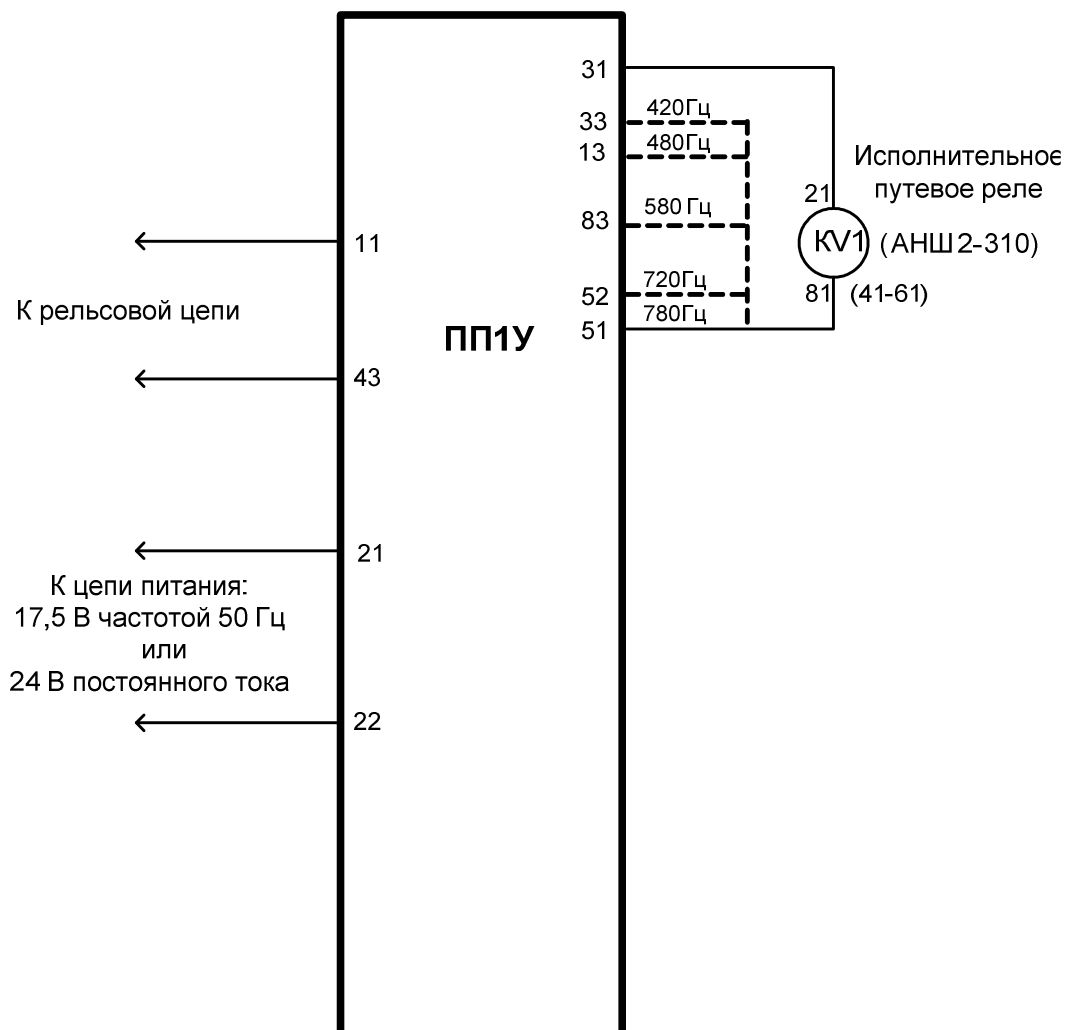 31
33
420Гц
13
480Гц
83
580 Гц
52
720Гц
51
780Гц
Исполнительное
путевое реле
21
KV1
(АНШ2-310)
81
(41-61)
11
К рельсовой цепи
43
ПП1У
21
К цепи питания:
17,5 В частотой 50 Гц
или
24 В постоянного тока
22